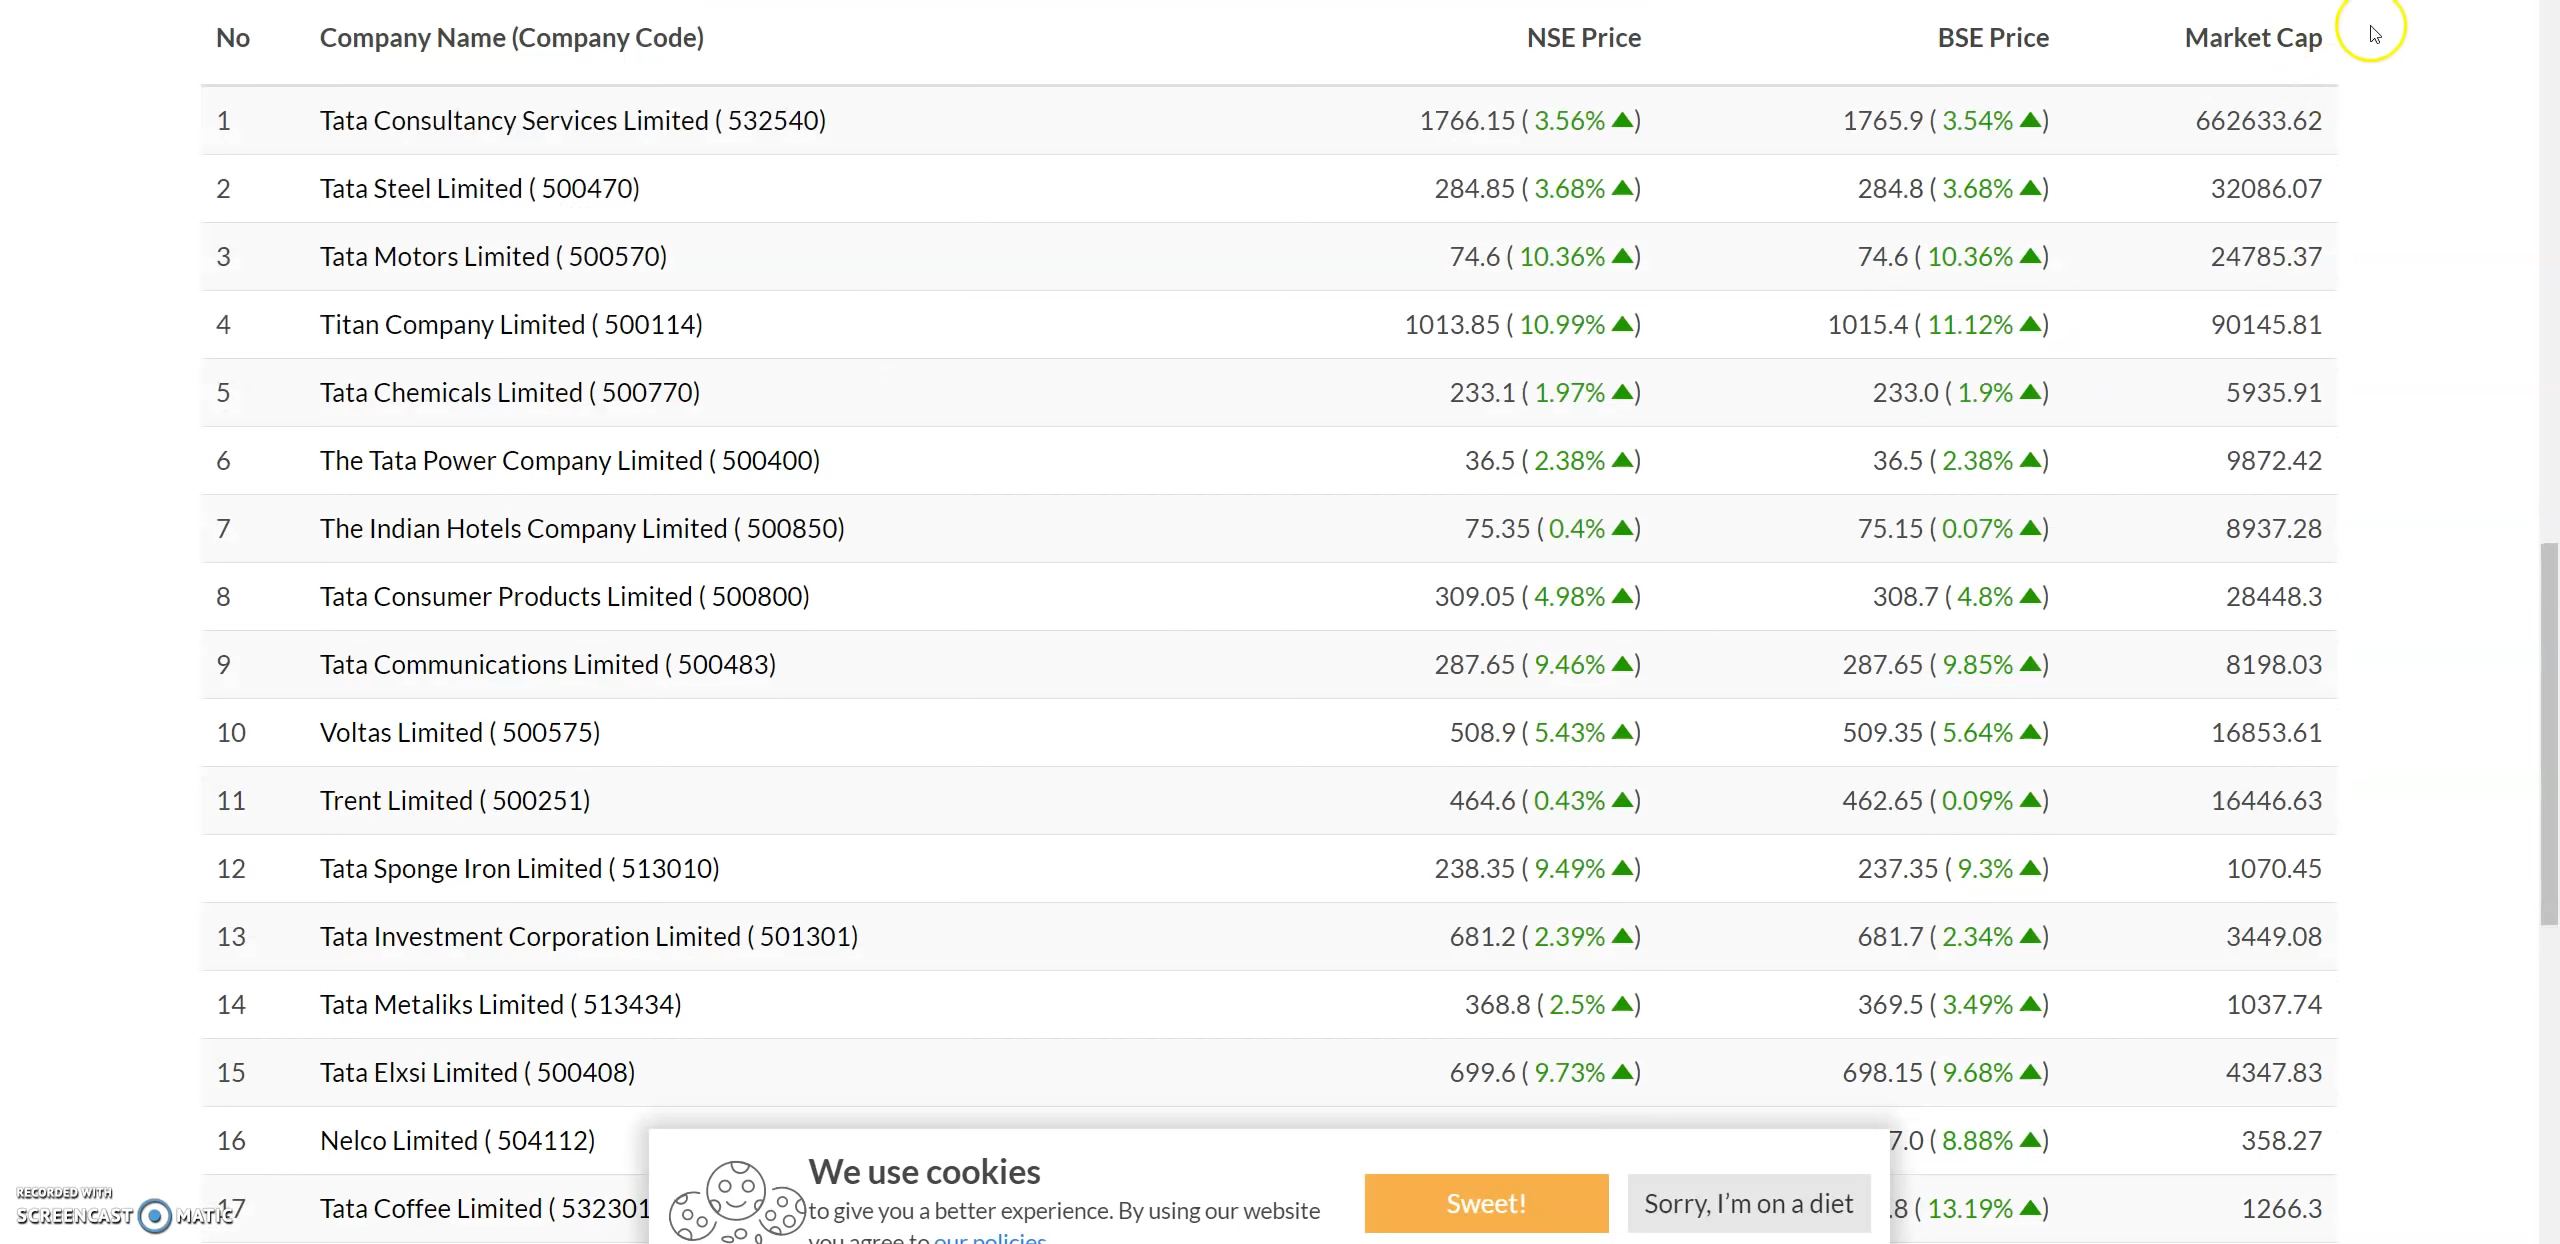 No Company Name (Company Code) NSE Price BSE Price Market Cap
1 Tata Consultancy Services Limited ( 532540) 1766.15 ( 3.56% ▲) 1765.9 ( 3.54% ▲) 662633.62
2 Tata Steel Limited ( 500470) 284.85 ( 3.68% ▲) 284.8 ( 3.68% ▲) 32086.07
3 Tata Motors Limited ( 500570) 74.6 ( 10.36% ▲) 74.6 ( 10.36% ▲) 24785.37
4 Titan Company Limited ( 500114) 1013.85 ( 10.99% ▲) 1015.4 ( 11.12% ▲) 90145.81
5 Tata Chemicals Limited ( 500770) 233.1 ( 1.97% ▲) 233.0 ( 1.9% ▲) 5935.91
6 The Tata Power Company Limited ( 500400) 36.5 ( 2.38% ▲) 36.5 ( 2.38% ▲) 9872.42
7 The Indian Hotels Company Limited ( 500850) 75.35 ( 0.4% ▲) 75.15 ( 0.07% ▲) 8937.28
8 Tata Consumer Products Limited ( 500800) 309.05 ( 4.98% ▲) 308.7 ( 4.8% ▲) 28448.3
9 Tata Communications Limited ( 500483) 287.65 ( 9.46% ▲) 287.65 ( 9.85% ▲) 8198.03
10 Voltas Limited ( 500575) 508.9 ( 5.43% ▲) 509.35 ( 5.64% ▲) 16853.61
11 Trent Limited ( 500251) 464.6 ( 0.43% ▲) 462.65 ( 0.09% ▲) 16446.63
12 Tata Sponge Iron Limited ( 513010) 238.35 ( 9.49% ▲) 237.35 ( 9.3% ▲) 1070.45
13 Tata Investment Corporation Limited ( 501301) 681.2 ( 2.39% ▲) 681.7 ( 2.34% ▲) 3449.08
14 Tata Metaliks Limited ( 513434) 368.8 ( 2.5% ▲) 369.5 ( 3.49% ▲) 1037.74
15 Tata Elxsi Limited ( 500408) 699.6 ( 9.73% ▲) 698.15 ( 9.68% ▲) 4347.83
16 Nelco Limited ( 504112) 7.0 ( 8.88% ▲) 358.27
17 Tata Coffee Limited ( 532301 .8 ( 13.19% ▲) 1266.3
We use cookies
to give you a better experience. By using our website
you agree to our policies
Sweet!
Sorry, I'm on a diet
RECORDED WITH
SCREENCAST MATIC